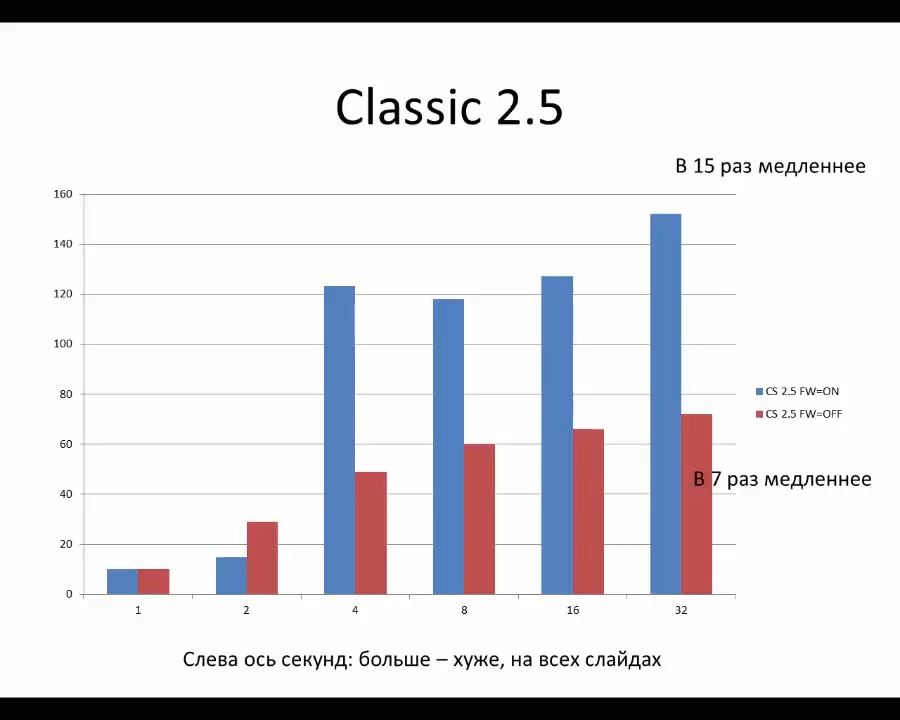 Classic 2.5
В 15 раз медленнее
160
140
120
100
80
60
40
20
0
1 2 4 8 16 32
CS 2.5 FW=ON
CS 2.5 FW=OFF
В 7 раз медленнее
Слева ось секунд: больше – хуже, на всех слайдах